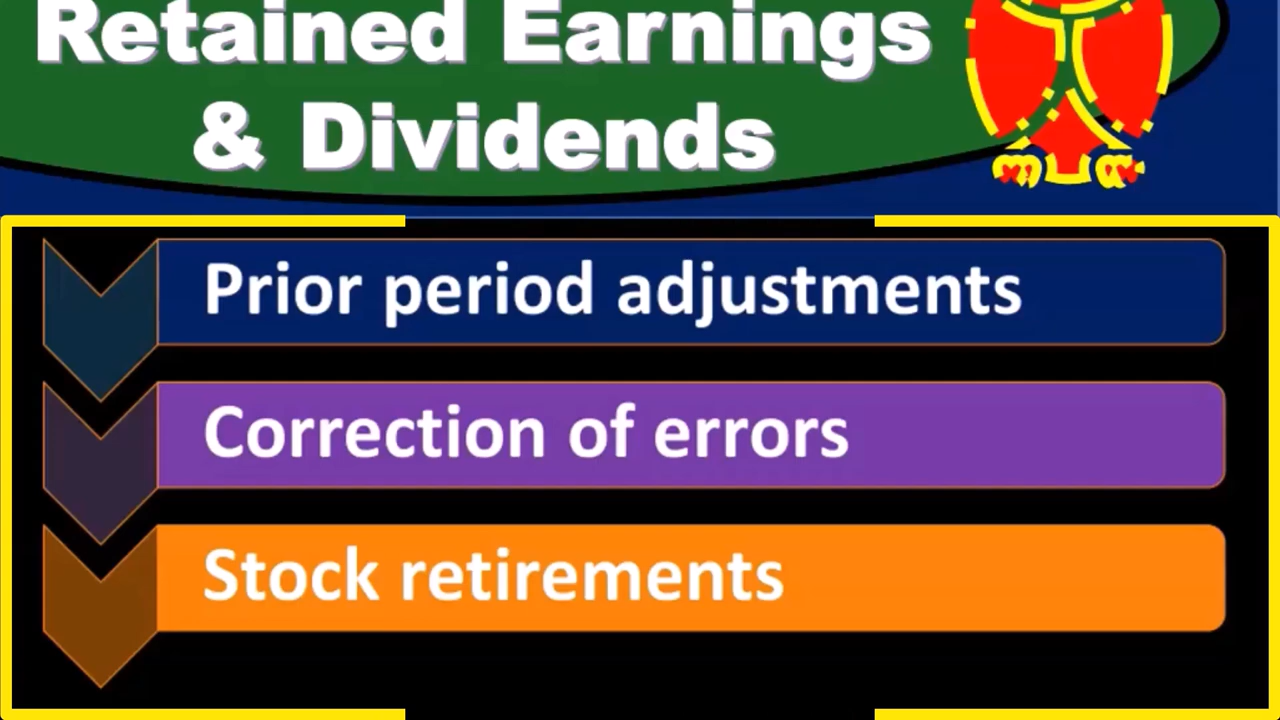 Retained Earnings
& Dividends
Prior period adjustments
Correction of errors
Stock retirements